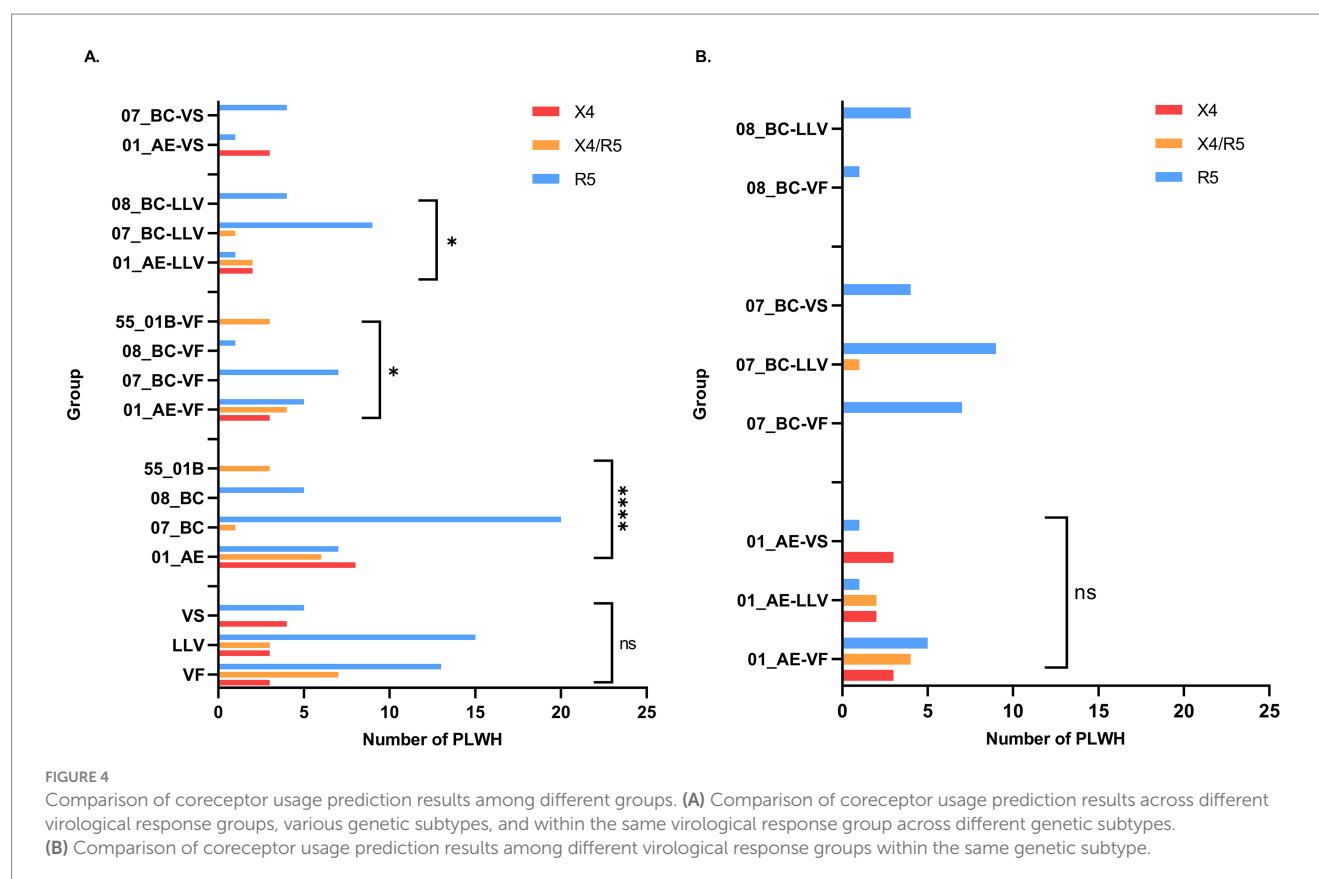 A.
07_BC-VS
01_AE-VS
08_BC-LLV
07_BC-LLV
01_AE-LLV
55_01B-VF
08_BC-VF
07_BC-VF
01_AE-VF
55_01B
08_BC
07_BC
01_AE
VS
LLV
VF
Group
X4
X4/R5
R5
*
*
****
ns
0 5 10 15 20 25
Number of PLWH
B.
08_BC-LLV
08_BC-VF
07_BC-VS
07_BC-LLV
07_BC-VF
01_AE-VS
01_AE-LLV
01_AE-VF
Group
X4
X4/R5
R5
ns
0 5 10 15 20 25
Number of PLWH
FIGURE 4
Comparison of coreceptor usage prediction results among different groups. (A) Comparison of coreceptor usage prediction results across different
virological response groups, various genetic subtypes, and within the same virological response group across different genetic subtypes.
(B) Comparison of coreceptor usage prediction results among different virological response groups within the same genetic subtype.